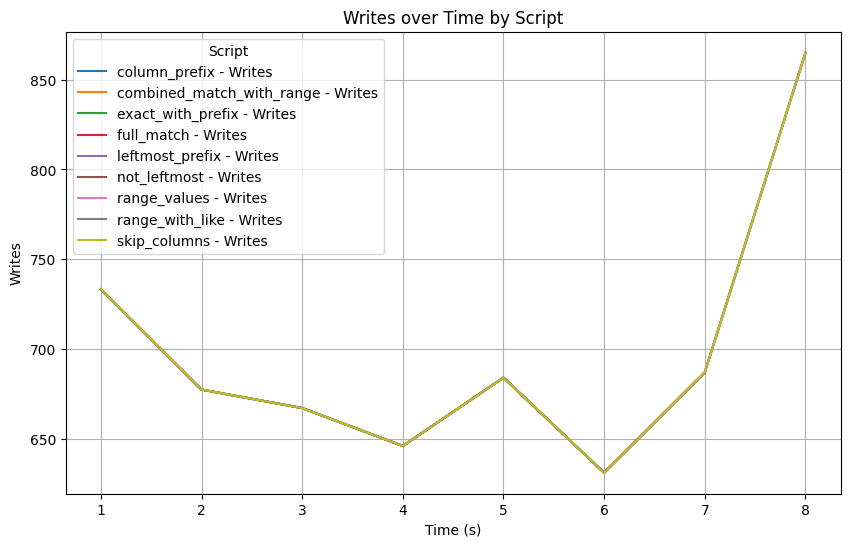 Writes over Time by Script
Script
column_prefix - Writes
combined_match_with_range - Writes
exact_with_prefix - Writes
full_match - Writes
leftmost_prefix - Writes
not_leftmost - Writes
range_values - Writes
range_with_like - Writes
skip_columns - Writes
Writes
850
800
750
700
650
1 2 3 4 5 6 7 8
Time (s)